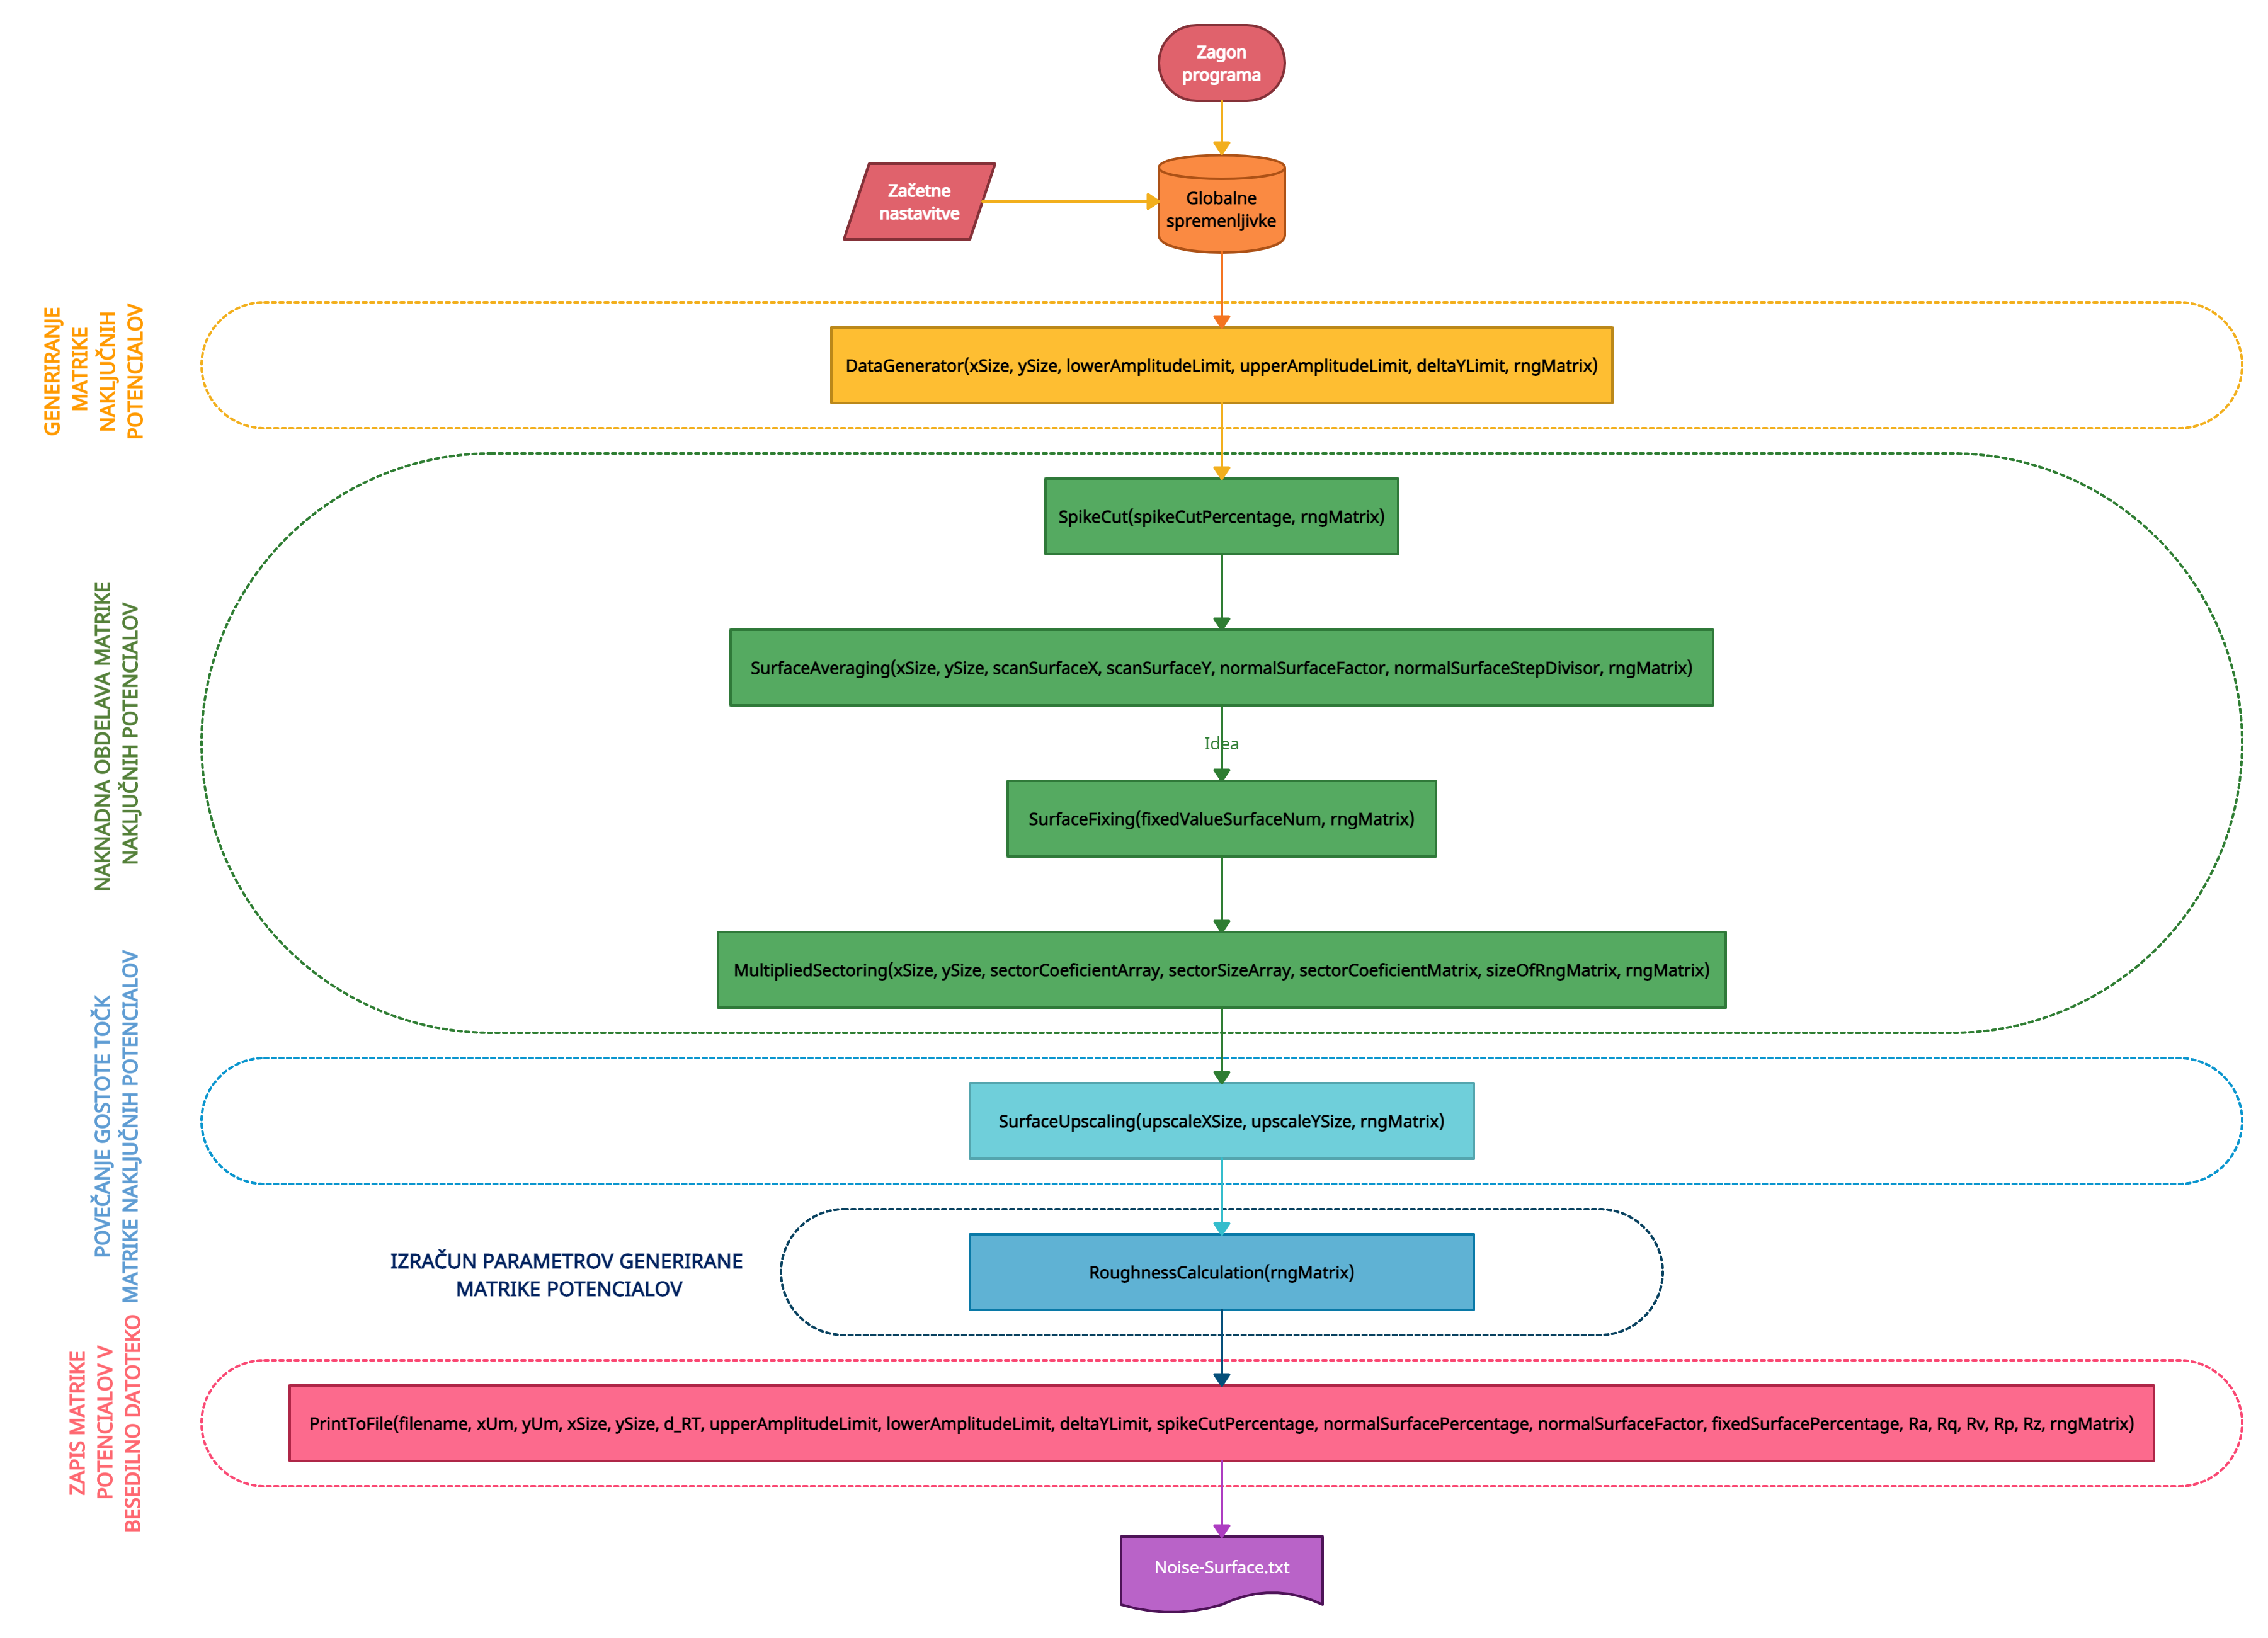 Zagon
programa
Začetne
nastavitve
Globalne
spremenljivke
GENERIRANJE
MATRIKE
NAKLJUČNIH
POTENCIALOV
DataGenerator(xSize, ySize, lowerAmplitudeLimit, upperAmplitudeLimit, deltaYLimit, rngMatrix)
NAKNADNA OBDELAVA MATRIKE
NAKLJUČNIH POTENCIALOV
SpikeCut(spikeCutPercentage, rngMatrix)
SurfaceAveraging(xSize, ySize, scanSurfaceX, scanSurfaceY, normalSurfaceFactor, normalSurfaceStepDivisor, rngMatrix)
Idea
SurfaceFixing(fixedValueSurfaceNum, rngMatrix)
MultipliedSectoring(xSize, ySize, sectorCoeficientArray, sectorSizeArray, sectorCoeficientMatrix, sizeOfRngMatrix, rngMatrix)
POVEČANJE GOSTOTE TOČK
MATRIKE NAKLJUČNIH POTENCIALOV
SurfaceUpscaling(upscaleXSize, upscaleYSize, rngMatrix)
IZRAČUN PARAMETROV GENERIRANE
MATRIKE POTENCIALOV
RoughnessCalculation(rngMatrix)
ZAPIS MATRIKE
POTENCIALOV V
BESEDILNO DATOTEKO
PrintToFile(filename, xUm, yUm, xSize, ySize, d_RT, upperAmplitudeLimit, lowerAmplitudeLimit, deltaYLimit, spikeCutPercentage, normalSurfacePercentage, normalSurfaceFactor, fixedSurfacePercentage, Ra, Rq, Rv, Rp, Rz, rngMatrix)
Noise-Surface.txt